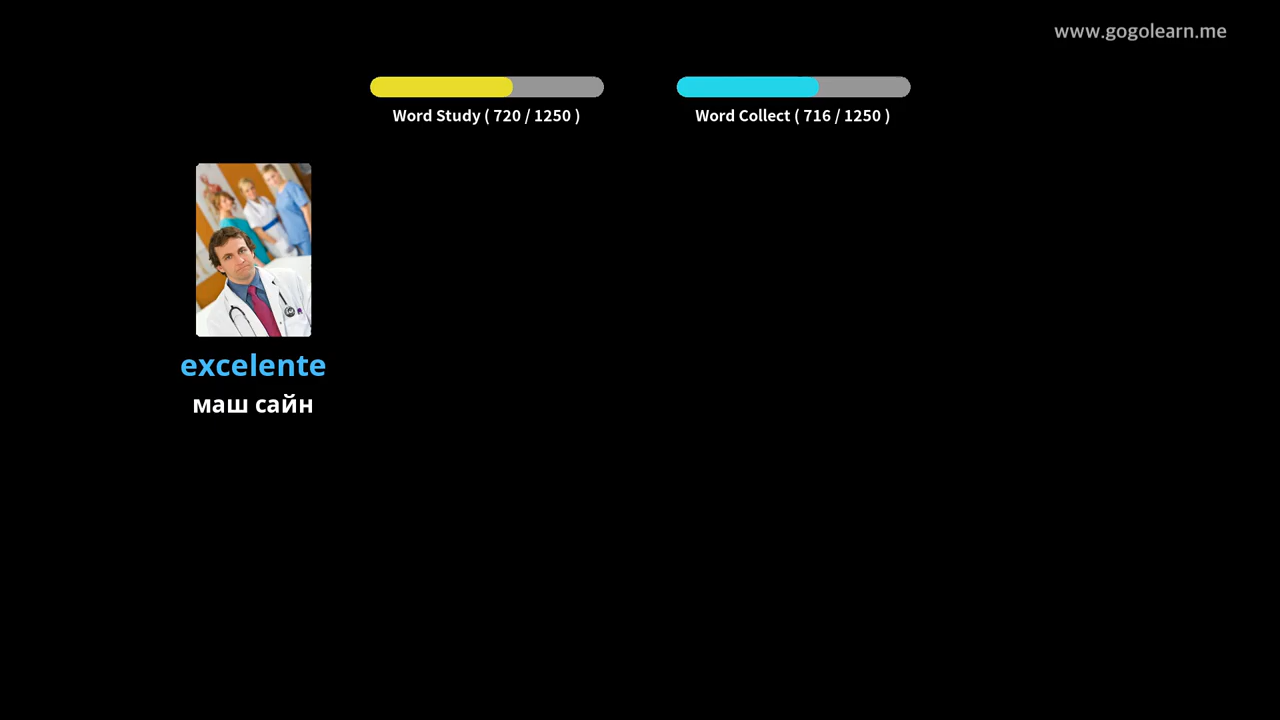 www.gogolearn.me
Word Study ( 720 / 1250 )
Word Collect ( 716 / 1250 )
excelente
маш сайн